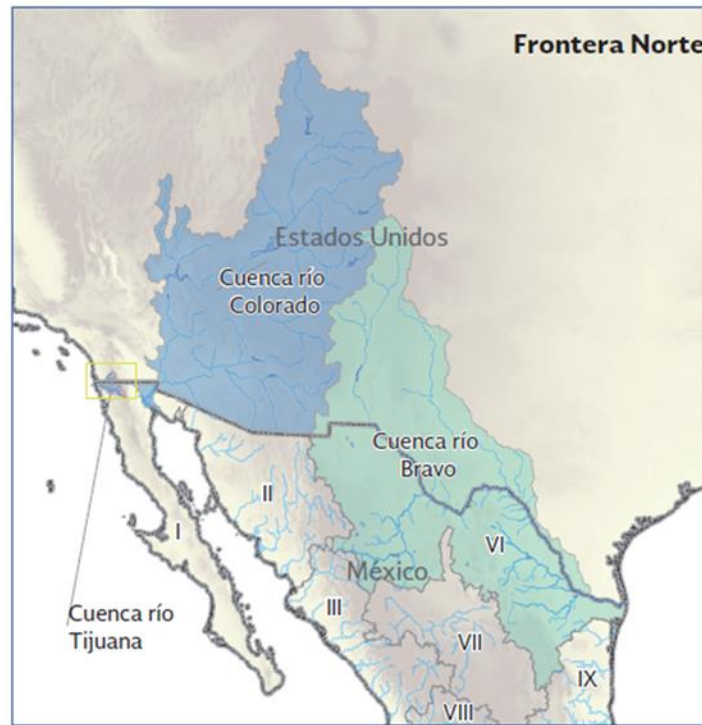 Frontera Norte
Estados Unidos
Cuenca río
Colorado
Cuenca río
Bravo
II
VI
I
México
III
Cuenca río
Tijuana
VII
IX
VIII